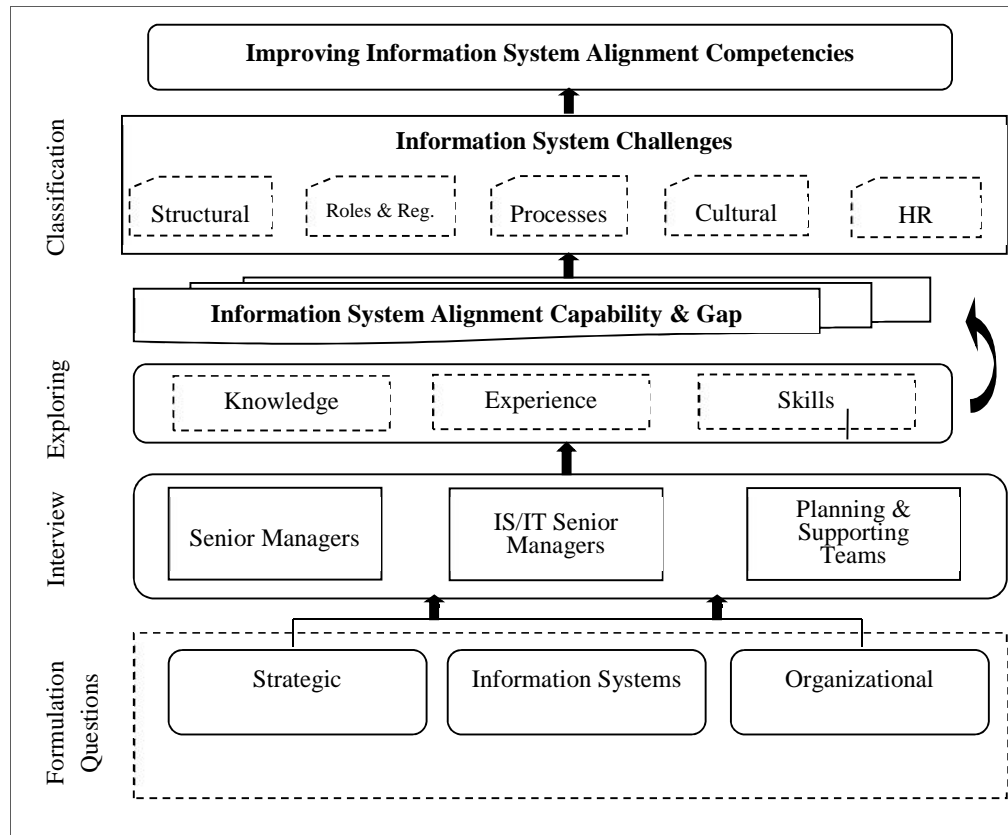 Improving Information System Alignment Competencies
Classification
Information System Challenges
Structural
Roles & Reg.
Processes
Cultural
HR
Information System Alignment Capability & Gap
Exploring
Knowledge
Experience
Skills
Interview
Senior Managers
IS/IT Senior
Managers
Planning &
Supporting
Teams
Formulation
Questions
Strategic
Information Systems
Organizational